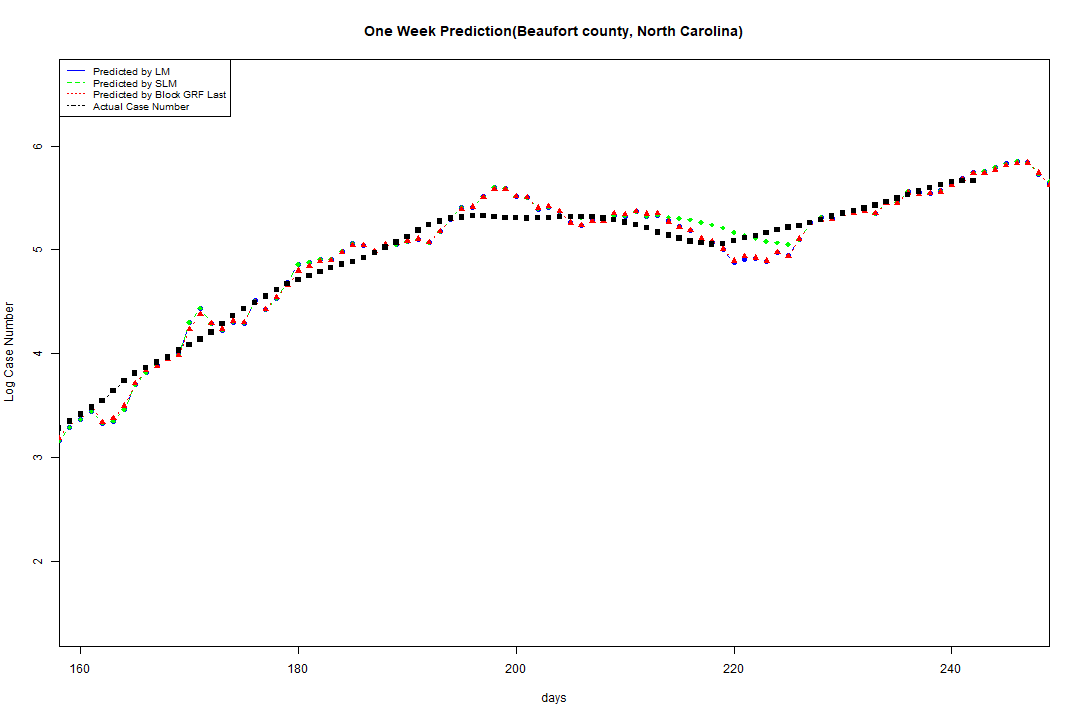 One Week Prediction(Beaufort county, North Carolina)
Predicted by LM
Predicted by SLM
Predicted by Block GRF Last
Actual Case Number
6
5
4
3
2
Log Case Number
160 180 200 220 240
days